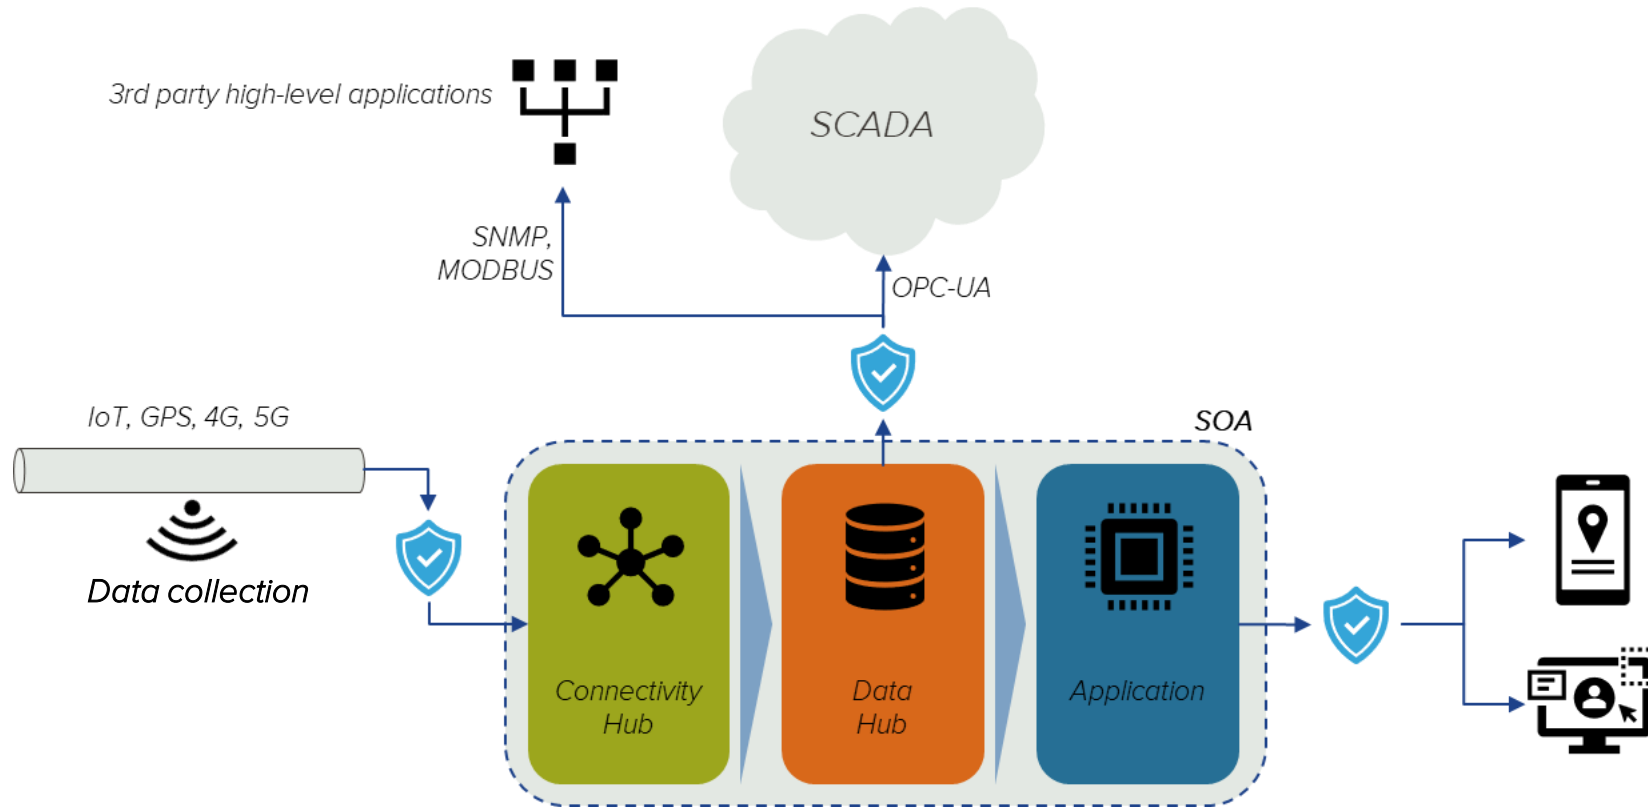 3rd party high-level applications
SCADA
SNMP,
MODBUS
OPC-UA
IoT, GPS, 4G, 5G
Data collection
SOA
Connectivity
Hub
Data
Hub
Application